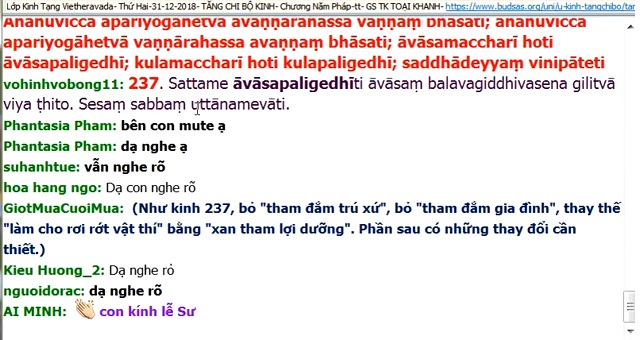 Lớp Kinh Tạng Vietheravada- Thứ Hai-31-12-2018- TĂNG CHI BỘ KINH- Chương Năm Pháp-tt- GS TK TOẠI KHANH- https://www.budsas.org/uni/u-kinh-tangchibo/tan
Ananuvicca apariyogāhetvā avaṇṇārahassa vaṇṇaṃ bhāsati; ananuvicca
apariyogāhetvā vaṇṇārahassa avaṇṇaṃ bhāsati; āvāsamaccharī hoti
āvāsapaligedhī; kulamaccharī hoti kulapaligedhī; saddhādeyyaṃ vinipāteti
vohinhvobong11: 237. Sattame āvāsapaligedhīti āvāsaṃ balavagiddhivasena gilitvā
viya ṭhito. Sesaṃ sabbaṃ uttānamevāti.
Phantasia Pham: bên con mute ạ
Phantasia Pham: dạ nghe ạ
suhanhtue: vẫn nghe rõ
hoa hang ngo: Dạ con nghe rõ
GiotMuaCuoiMua: (Như kinh 237, bỏ "tham đắm trú xứ", bỏ "tham đắm gia đình", thay thế
"làm cho rơi rớt vật thí" bằng "xan tham lợi dưỡng". Phần sau có những thay đổi cần
thiết.)
Kieu Huong_2: Dạ nghe rỏ
nguoidorac: dạ nghe rõ
AI MINH: 👏 con kính lễ Sư